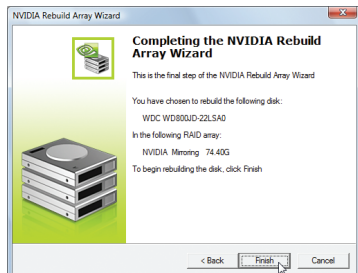 NVIDIA Rebuild Array Wizard
Completing the NVIDIA Rebuild
Array Wizard
This is the final step of the NVIDIA Rebuild Array Wizard
You have chosen to rebuild the following disk:
WDC WD800JD-22LSA0
In the following RAID array:
NVIDIA Mirroring 74.40G
To begin rebuilding the disk, click Finish
< Back Finish Cancel